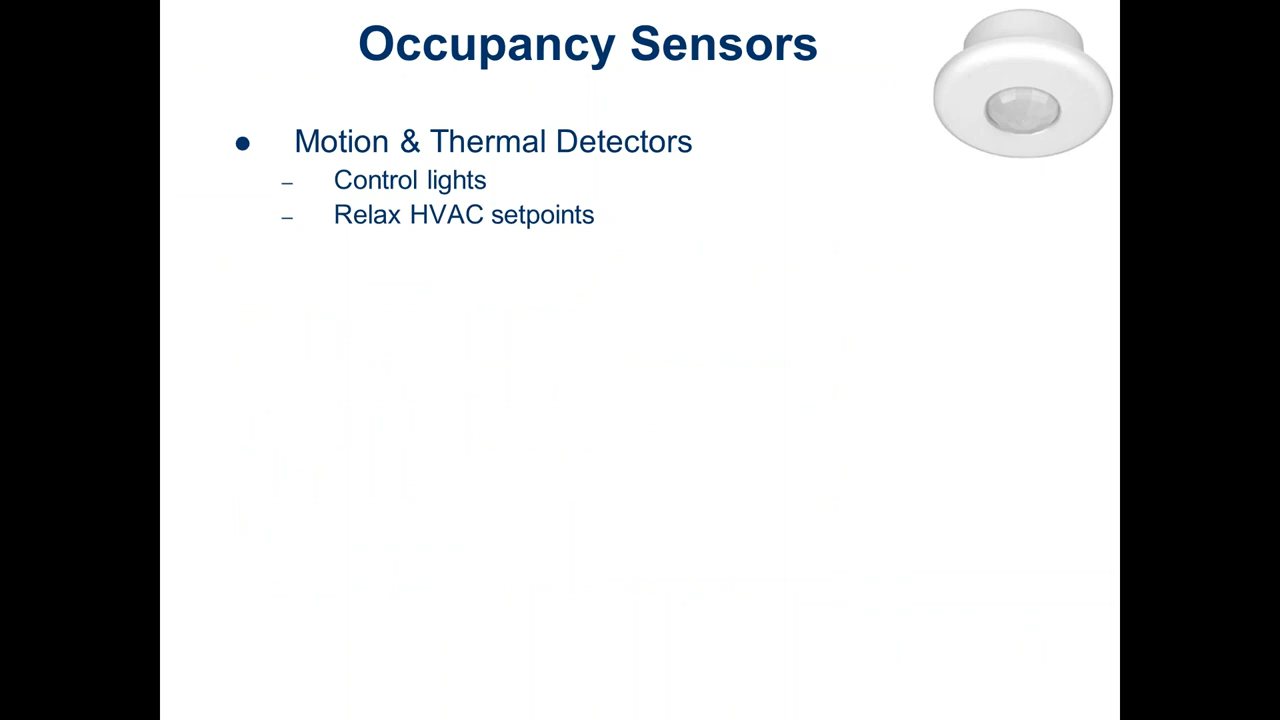 Occupancy Sensors
● Motion & Thermal Detectors
– Control lights
– Relax HVAC setpoints